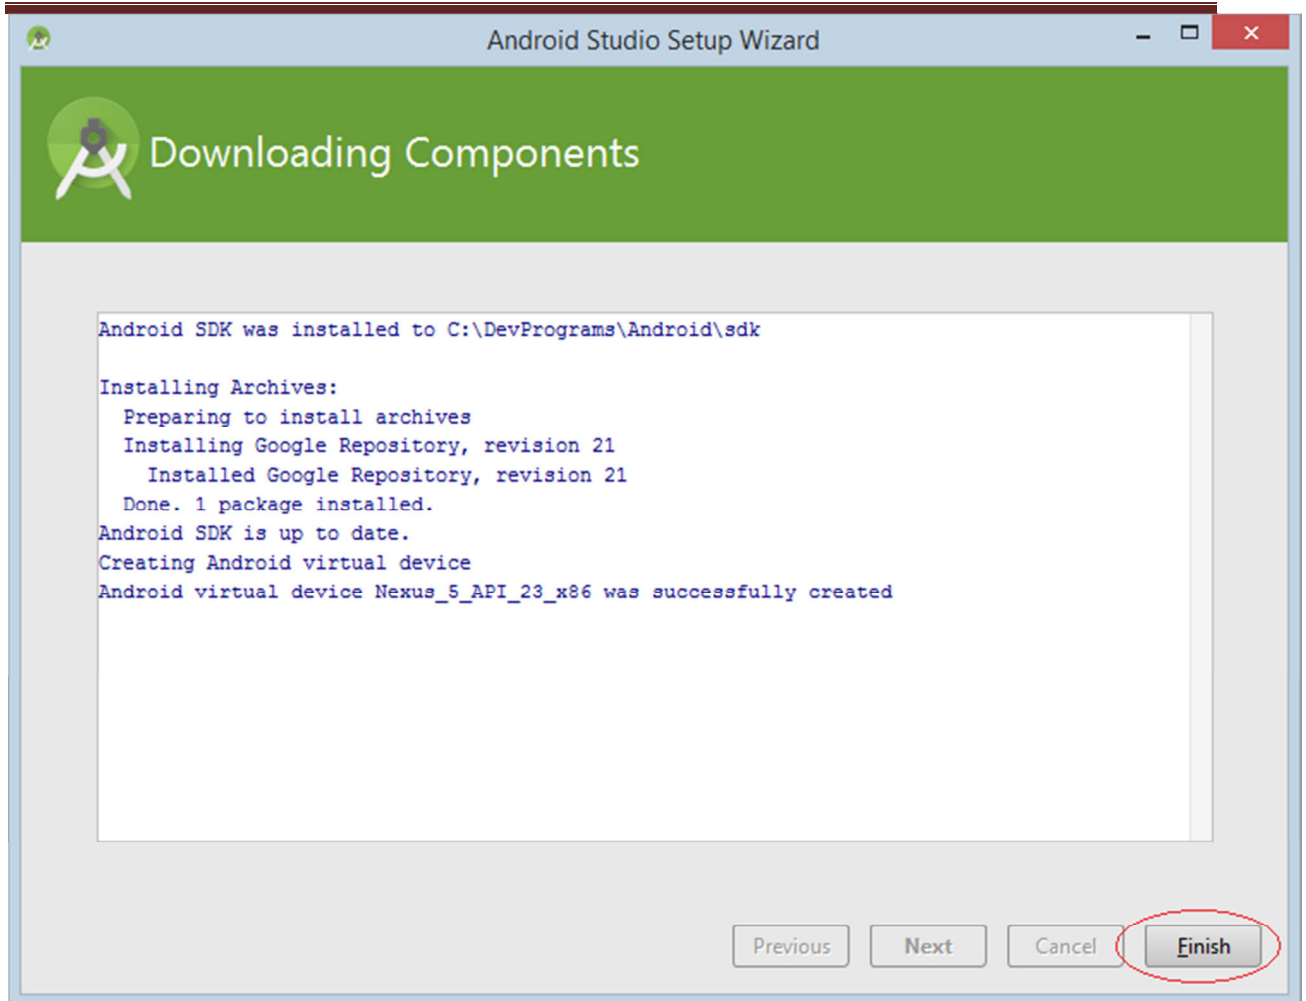 Android Studio Setup Wizard
Downloading Components
Android SDK was installed to C:\DevPrograms\Android\sdk
Installing Archives:
Preparing to install archives
Installing Google Repository, revision 21
Installed Google Repository, revision 21
Done. 1 package installed.
Android SDK is up to date.
Creating Android virtual device
Android virtual device Nexus_5_API_23_x86 was successfully created
Previous Next Cancel Finish